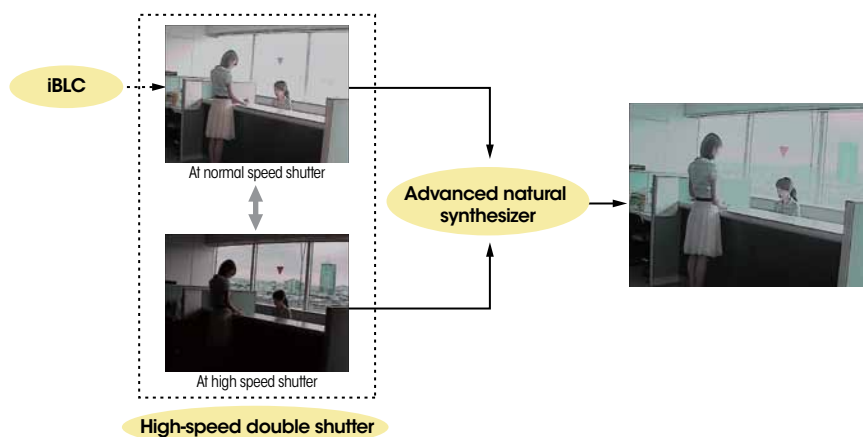 iBLC
At normal speed shutter
Advanced natural
synthesizer
At high speed shutter
High-speed double shutter